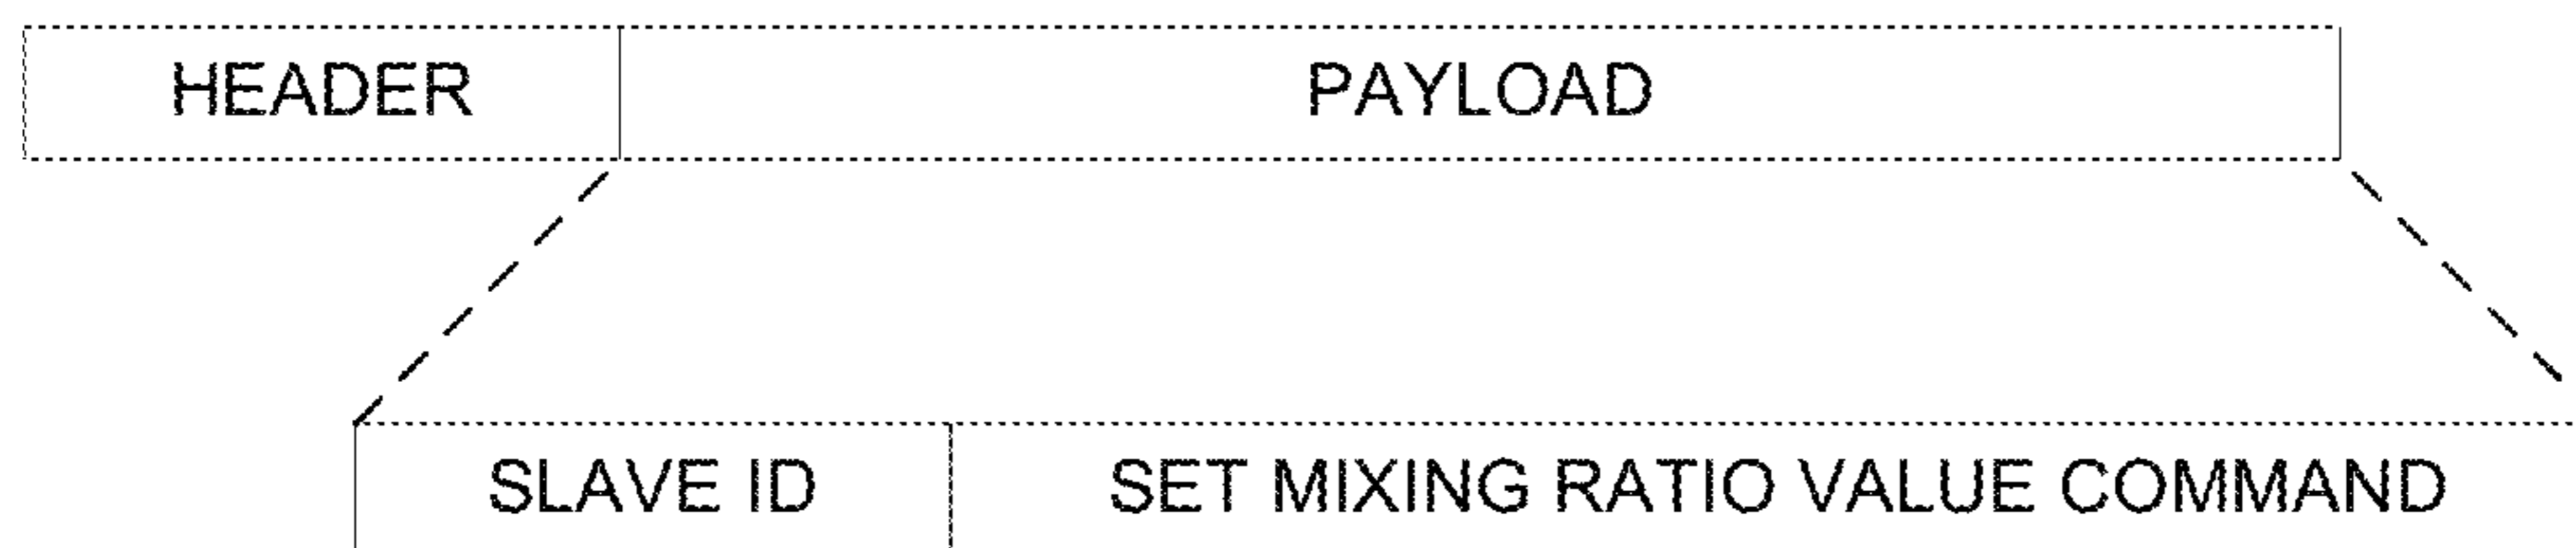 HEADER PAYLOAD
SLAVE ID SET MIXING RATIO VALUE COMMAND